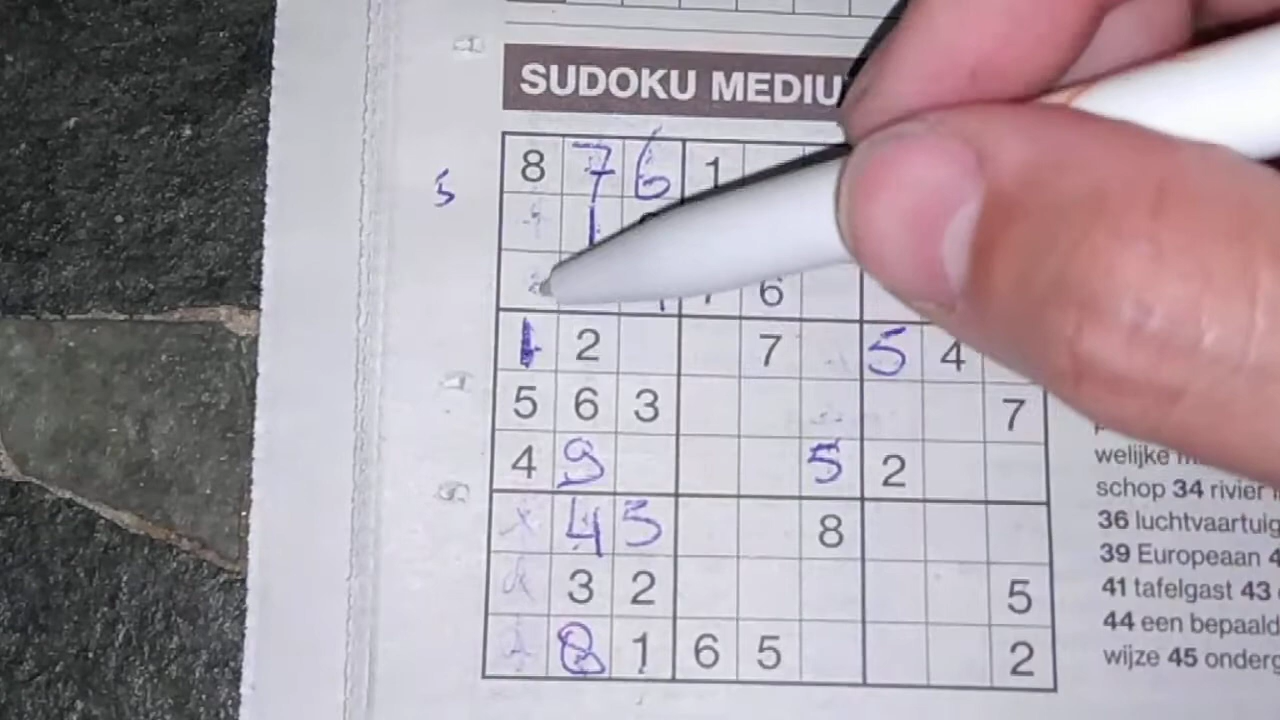 SUDOKU MEDIU
5
8 7 6 1
1
6
1 2 7 5 4
5 6 3 7
4 9 5 2
4 5 8
3 2 5
8 1 6 5 2
welijke
schop 34 rivier
36 luchtvaartuig
39 Europeaan
41 tafelgast 43
44 een bepaald
wijze 45 onderg